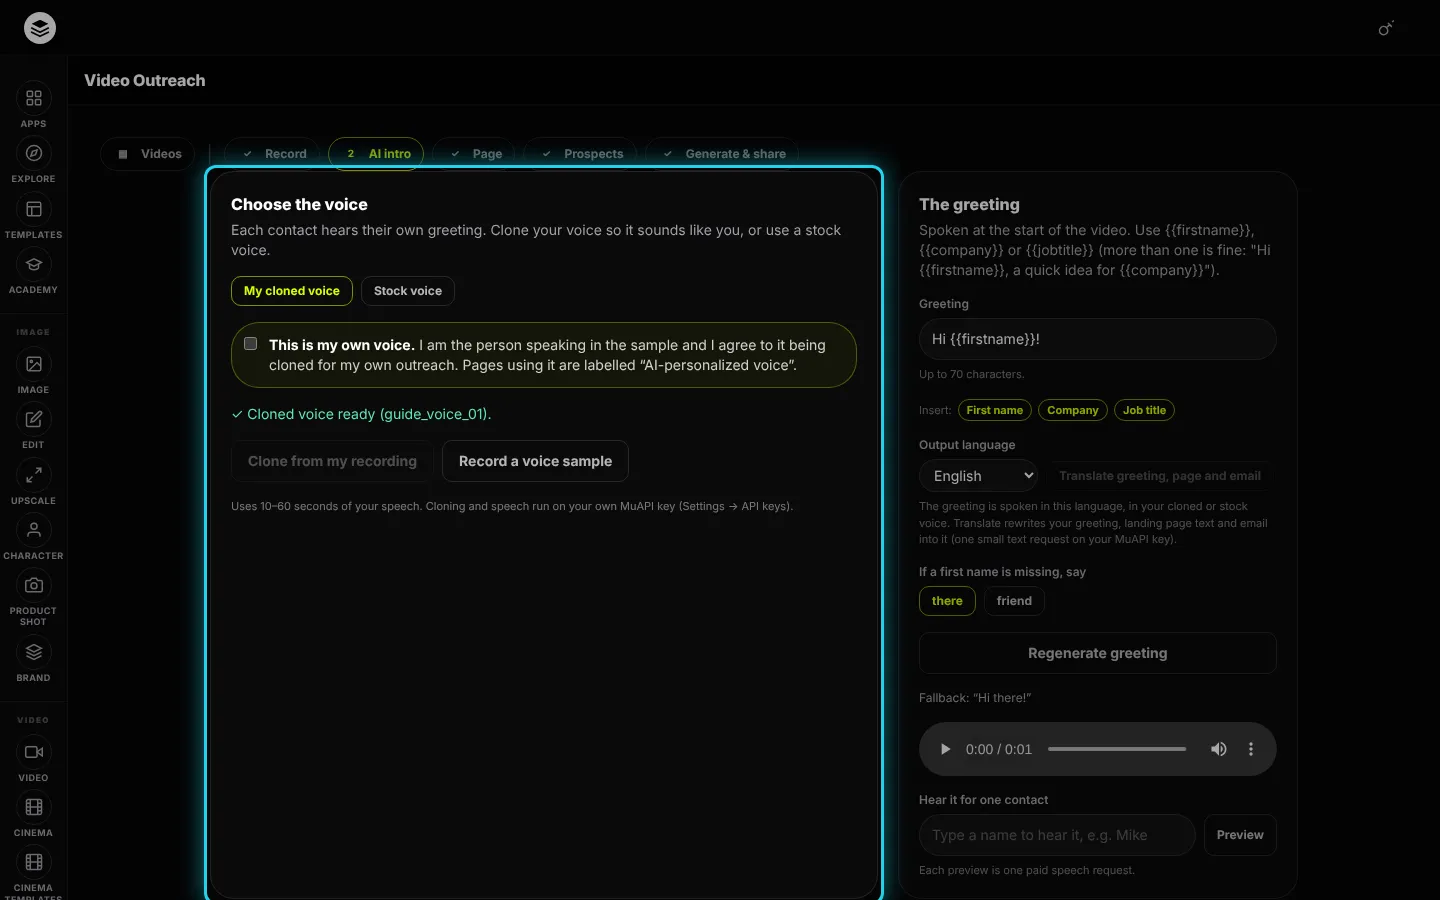 Video Outreach
APPS
EXPLORE
TEMPLATES
ACADEMY
IMAGE
IMAGE
EDIT
UPSCALE
CHARACTER
PRODUCT
SHOT
BRAND
VIDEO
VIDEO
CINEMA
CINEMA
TEMPLATES
Videos
Record
2 AI intro
Page
Prospects
Generate & share
Choose the voice
Each contact hears their own greeting. Clone your voice so it sounds like you, or use a stock
voice.
My cloned voice
Stock voice
This is my own voice. I am the person speaking in the sample and I agree to it being
cloned for my own outreach. Pages using it are labelled “AI-personalized voice”.
✓ Cloned voice ready (guide_voice_01).
Clone from my recording
Record a voice sample
Uses 10–60 seconds of your speech. Cloning and speech run on your own MuAPI key (Settings → API keys).
The greeting
Spoken at the start of the video. Use {{firstname}},
{{company}} or {{jobtitle}} (more than one is fine: "Hi
{{firstname}}, a quick idea for {{company}}").
Greeting
Hi {{firstname}}!
Up to 70 characters.
Insert: First name Company Job title
Output language
English
Translate greeting, page and email
The greeting is spoken in this language, in your cloned or stock
voice. Translate rewrites your greeting, landing page text and email
into it (one small text request on your MuAPI key).
If a first name is missing, say
there
friend
Regenerate greeting
Fallback: “Hi there!”
0:00 / 0:01
Hear it for one contact
Type a name to hear it, e.g. Mike
Preview
Each preview is one paid speech request.